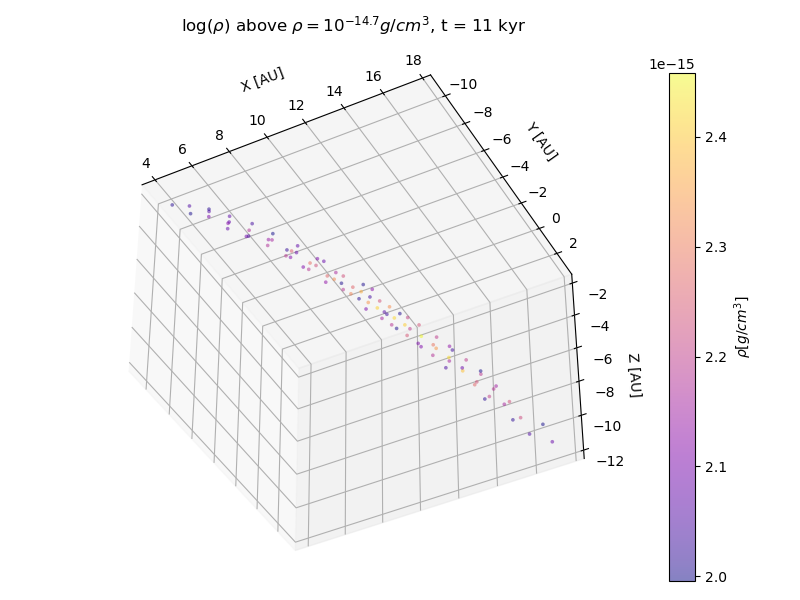 log(ρ) above ρ = 10^{-14.7} g/cm^3, t = 11 kyr
X [AU]
4 6 8 10 12 14 16 18
Y [AU]
−10 −8 −6 −4 −2 0 2
Z [AU]
−2 −4 −6 −8 −10 −12
1e−15
2.4
2.3
2.2
2.1
2.0
ρ[g/cm^3]